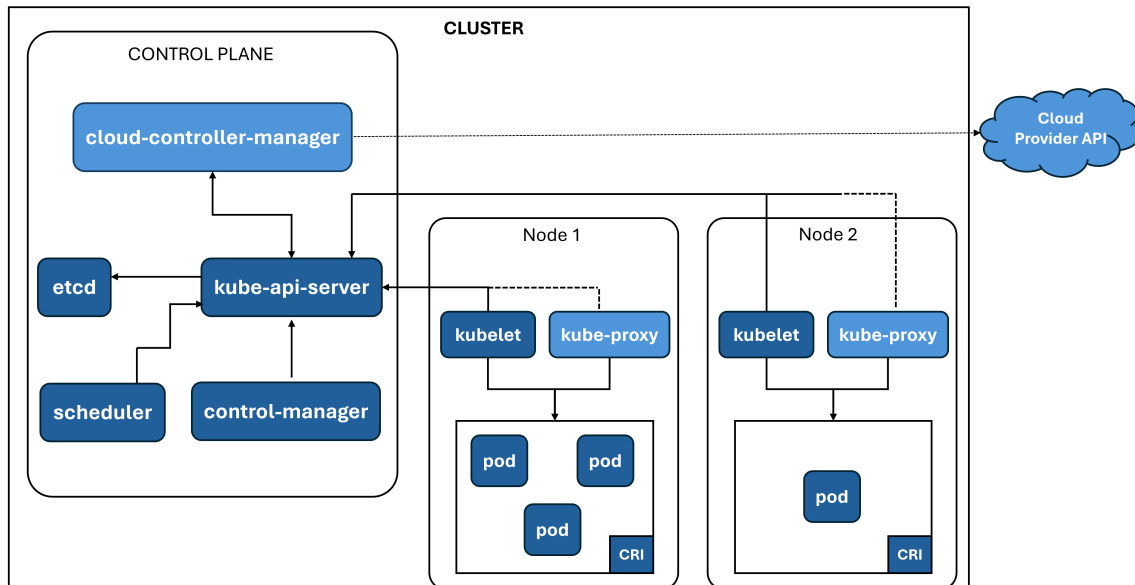 CLUSTER
CONTROL PLANE
cloud-controller-manager
Cloud
Provider API
Node 1
Node 2
etcd
kube-api-server
kubelet
kube-proxy
kubelet
kube-proxy
scheduler
control-manager
pod
pod
pod
pod
CRI
CRI